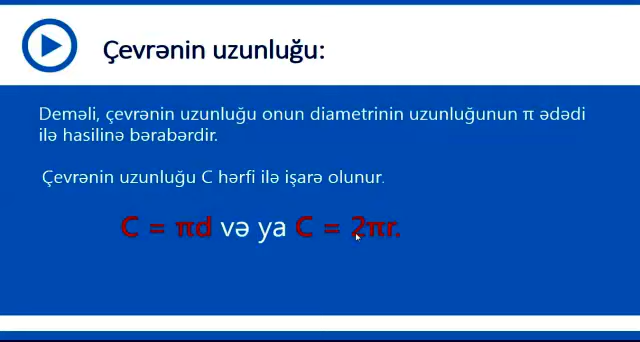 Çevrənin uzunluğu:
Deməli, çevrənin uzunluğu onun diametrinin uzunluğunun π ədədi
ilə hasilinə bərabərdir.
Çevrənin uzunluğu C hərfi ilə işarə olunur.
C = πd və ya C = 2πr.